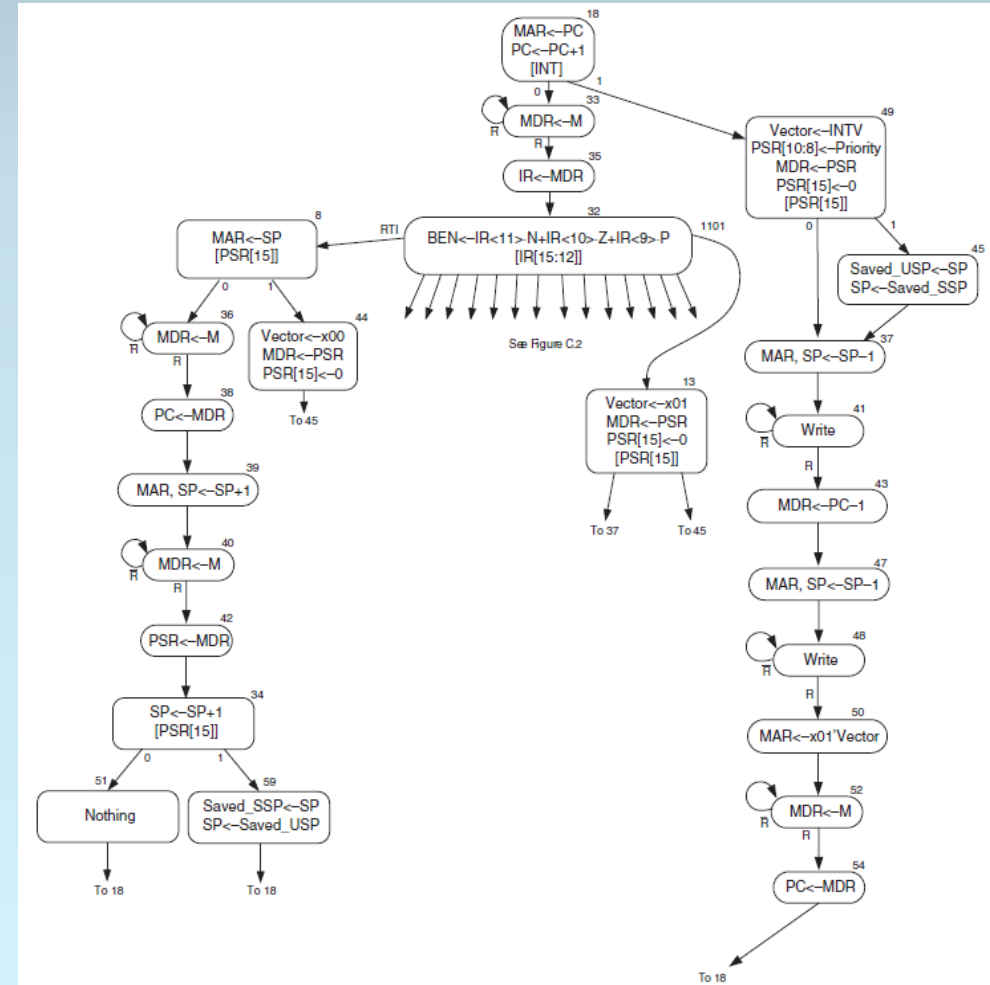 18
MAR<–PC
PC<–PC+1
[INT]
0
1
33
MDR<–M
R̅
R
35
IR<–MDR
32
BEN<–IR<11>·N+IR<10>·Z+IR<9>·P
[IR[15:12]]
RTI
1101
See Figure C.2
8
MAR<–SP
[PSR[15]]
0
1
36
MDR<–M
R̅
R
44
Vector<–x00
MDR<–PSR
PSR[15]<–0
To 45
38
PC<–MDR
39
MAR, SP<–SP+1
40
MDR<–M
R̅
R
42
PSR<–MDR
34
SP<–SP+1
[PSR[15]]
0
1
51
Nothing
To 18
59
Saved_SSP<–SP
SP<–Saved_USP
To 18
13
Vector<–x01
MDR<–PSR
PSR[15]<–0
[PSR[15]]
To 37
To 45
49
Vector<–INTV
PSR[10:8]<–Priority
MDR<–PSR
PSR[15]<–0
[PSR[15]]
0
1
45
Saved_USP<–SP
SP<–Saved_SSP
37
MAR, SP<–SP–1
41
Write
R̅
R
43
MDR<–PC–1
47
MAR, SP<–SP–1
48
Write
R̅
R
50
MAR<–x01'Vector
52
MDR<–M
R̅
R
54
PC<–MDR
To 18